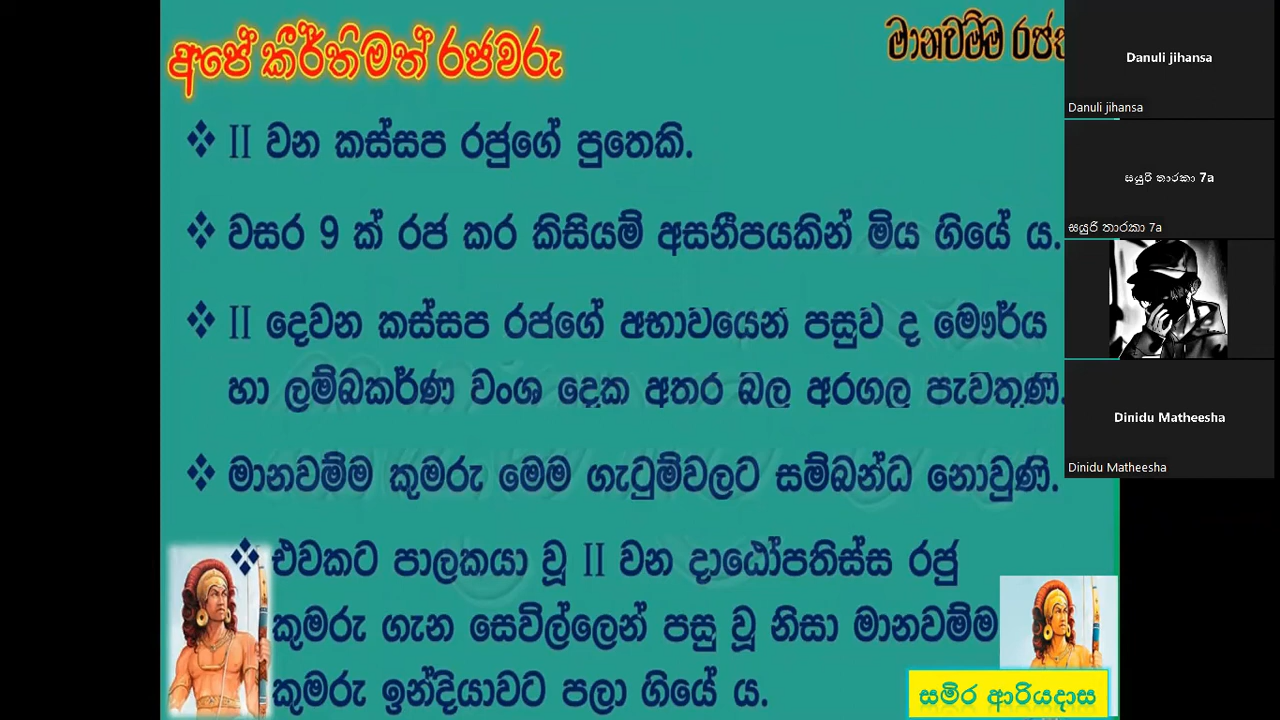 අපේ කීර්තිමත් රජවරු
මානවම්ම
❖ II වන කස්සප රජුගේ පුතෙකි.
❖ වසර 9 ක් රජ කර කිසියම් අසනීපයකින් මිය ගියේ ය.
❖ II දෙවන කස්සප රජගේ අභාවයෙන් පසුව ද මෞර්ය
හා ලම්බකර්ණ වංශ දෙක අතර බල අරගල පැවතුණි.
❖ මානවම්ම කුමරු මෙම ගැටුම්වලට සම්බන්ධ නොවුණි.
❖ එවකට පාලකයා වූ II වන දාඨෝපතිස්ස රජු
කුමරු ගැන සෙවිල්ලෙන් පසු වූ නිසා මානවම්ම
කුමරු ඉන්දියාවට පලා ගියේ ය.
සමිර ආරියදාස
Danuli jihansa
Danuli jihansa
සයුරි තාරකා 7a
සයුරි තාරකා 7a
Dinidu Matheesha
Dinidu Matheesha